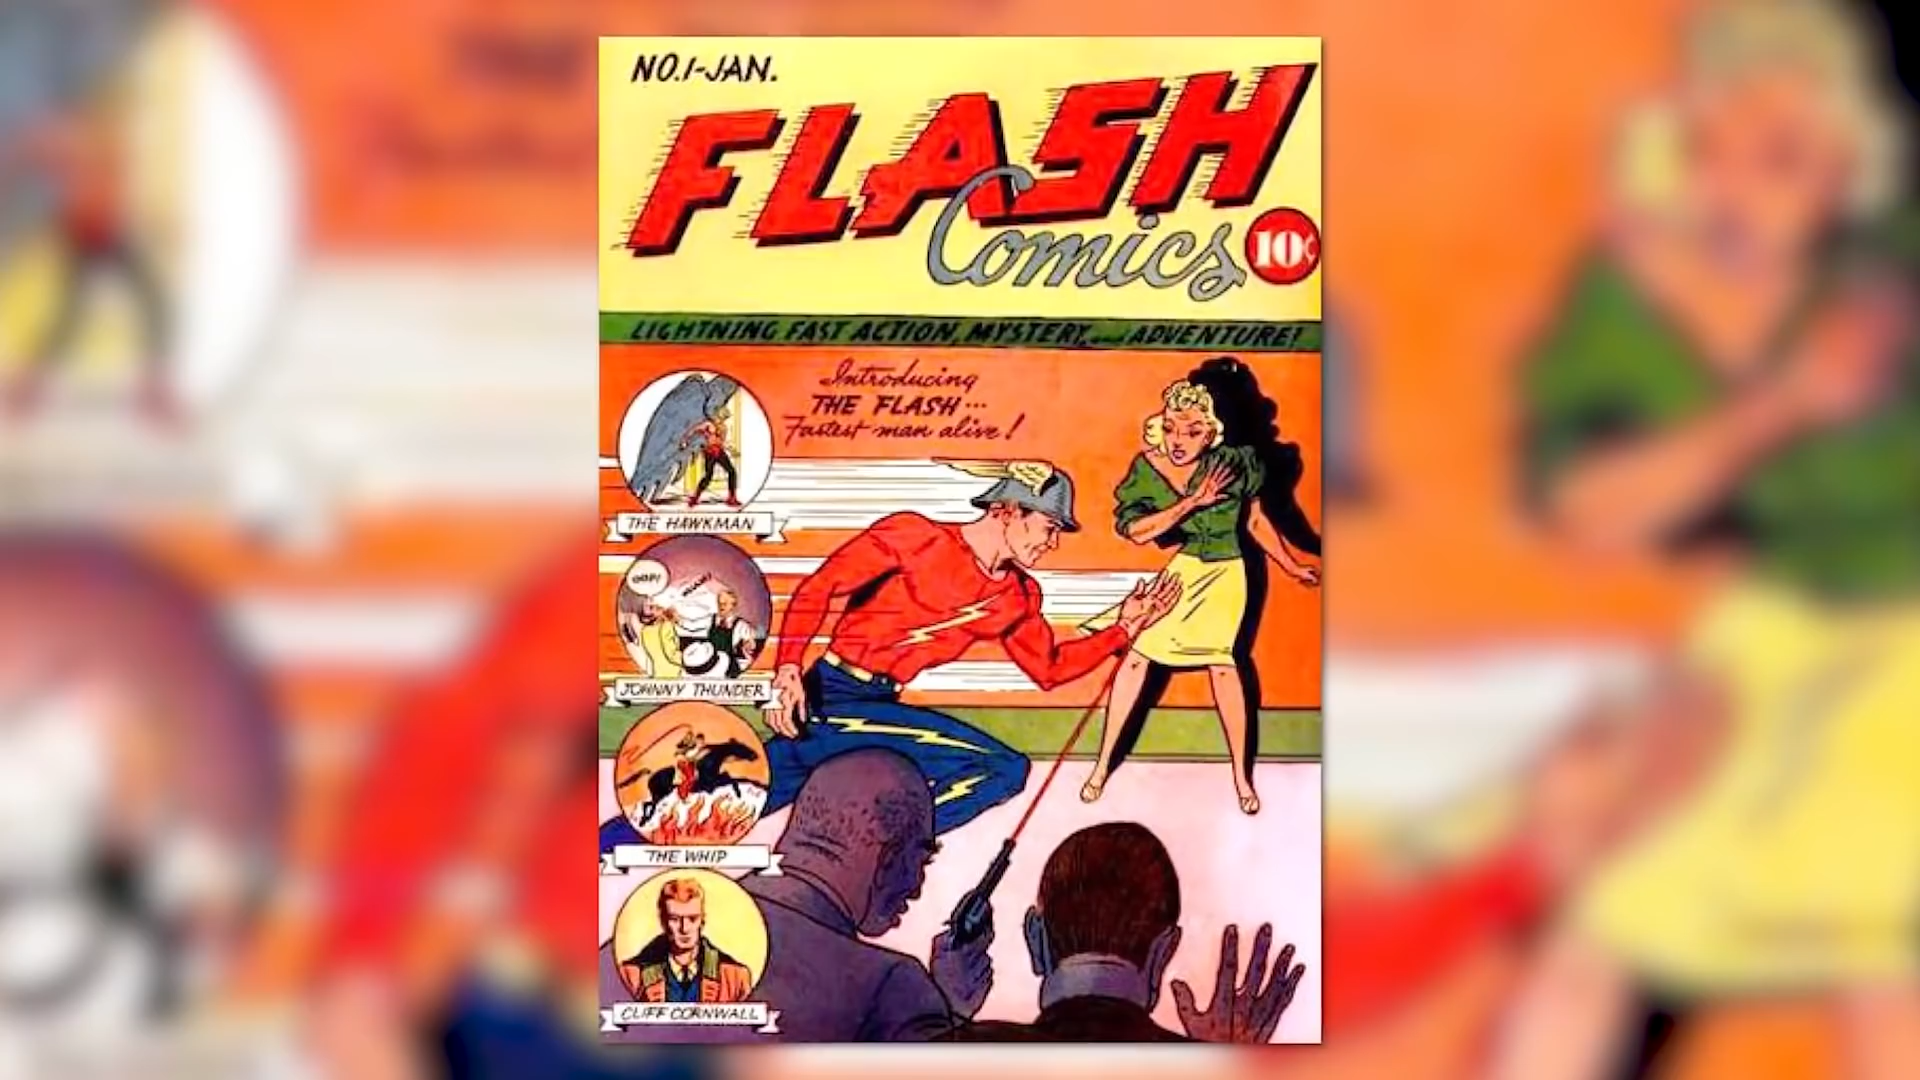 NO.1-JAN.
FLASH
Comics
10¢
LIGHTNING FAST ACTION, MYSTERY, and ADVENTURE!
Introducing
THE FLASH...
Fastest man alive!
THE HAWKMAN
OOP!
JOHNNY THUNDER
THE WHIP
CLIFF CORNWALL